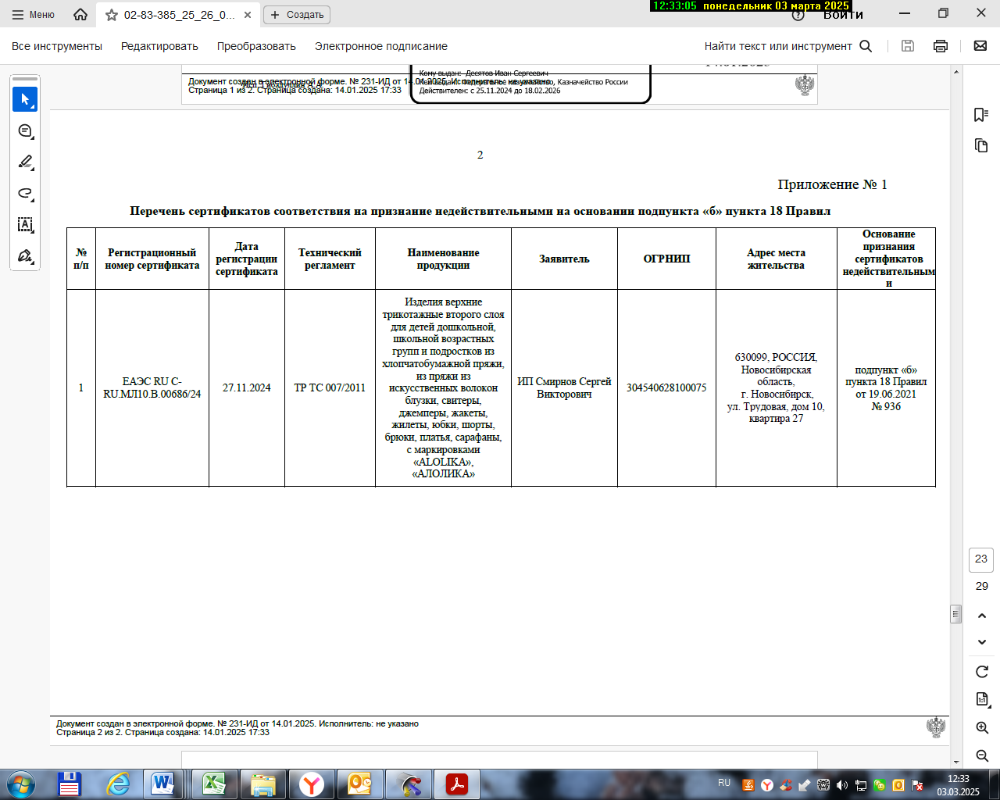 12:33:05 понедельник 03 марта 2025
Меню
02-83-385_25_26_0...
Создать
Войти
Все инструменты
Редактировать
Преобразовать
Электронное подписание
Найти текст или инструмент
Кому выдан: Десятов Иван Сергеевич
Документ создан в электронной форме. № 231-ИД от 14.01.2025. Исполнитель: не указано
Казначейство России
Страница 1 из 2. Страница создана: 14.01.2025 17:33
Действителен: с 25.11.2024 до 18.02.2026
2
Приложение № 1
Перечень сертификатов соответствия на признание недействительными на основании подпункта «б» пункта 18 Правил
№
п/п
Регистрационный
номер сертификата
Дата
регистрации
сертификата
Технический
регламент
Наименование
продукции
Заявитель
ОГРНИП
Адрес места
жительства
Основание
признания
сертификатов
недействительным
и
1
ЕАЭС RU С-
RU.МЛ10.В.00686/24
27.11.2024
ТР ТС 007/2011
Изделия верхние
трикотажные второго слоя
для детей дошкольной,
школьной возрастных
групп и подростков из
хлопчатобумажной пряжи,
из пряжи из
искусственных волокон
блузки, свитеры,
джемперы, жакеты,
жилеты, юбки, шорты,
брюки, платья, сарафаны,
с маркировками
«ALOLIKA»,
«АЛОЛИКА»
ИП Смирнов Сергей
Викторович
304540628100075
630099, РОССИЯ,
Новосибирская
область,
г. Новосибирск,
ул. Трудовая, дом 10,
квартира 27
подпункт «б»
пункта 18 Правил
от 19.06.2021
№ 936
23
29
Документ создан в электронной форме. № 231-ИД от 14.01.2025. Исполнитель: не указано
Страница 2 из 2. Страница создана: 14.01.2025 17:33
RU
12:33
03.03.2025